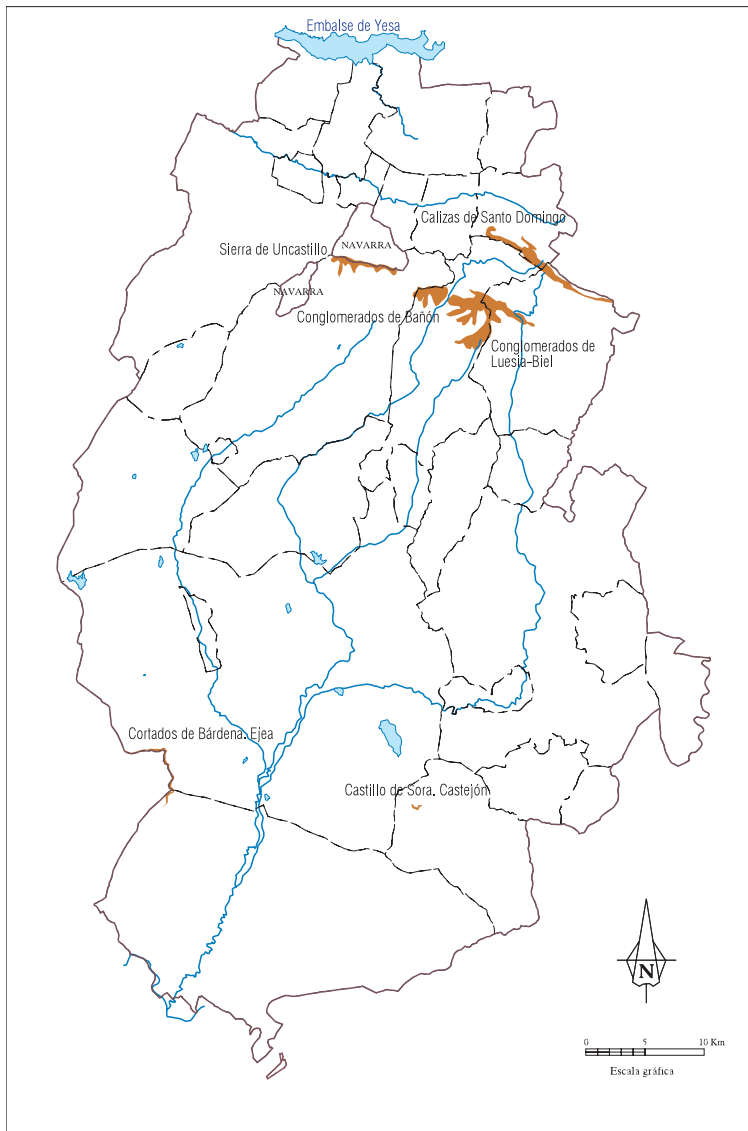 Embalse de Yesa
Calizas de Santo Domingo
Sierra de Uncastillo
NAVARRA
NAVARRA
Conglomerados de Bañón
Conglomerados de
Luesia-Biel
Cortados de Bárdena. Ejea
Castillo de Sora. Castejón
N
0 5 10 Km.
Escala gráfica